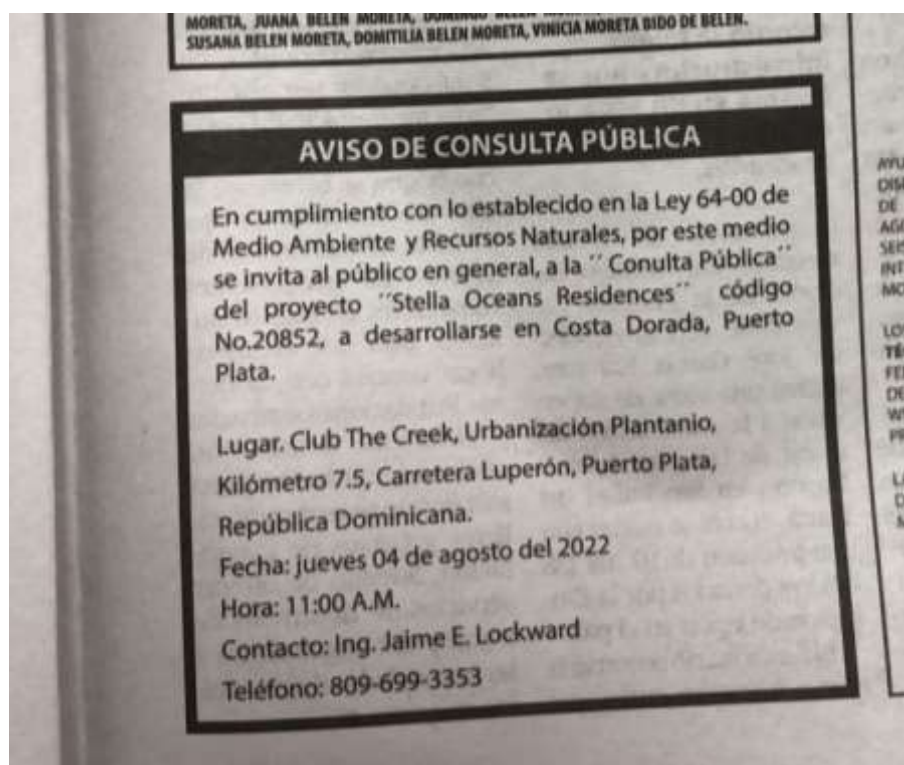 MORETA, JUANA BELEN MORETA, DOMINGO BELEN
SUSANA BELEN MORETA, DOMITILIA BELEN MORETA, VINICIA MORETA BIDO DE BELEN.
AVISO DE CONSULTA PÚBLICA
En cumplimiento con lo establecido en la Ley 64-00 de
Medio Ambiente y Recursos Naturales, por este medio
se invita al público en general, a la ´´ Conulta Pública´´
del proyecto ´´Stella Oceans Residences´´ código
No.20852, a desarrollarse en Costa Dorada, Puerto
Plata.
Lugar. Club The Creek, Urbanización Plantanio,
Kilómetro 7.5, Carretera Luperón, Puerto Plata,
República Dominicana.
Fecha: jueves 04 de agosto del 2022
Hora: 11:00 A.M.
Contacto: Ing. Jaime E. Lockward
Teléfono: 809-699-3353